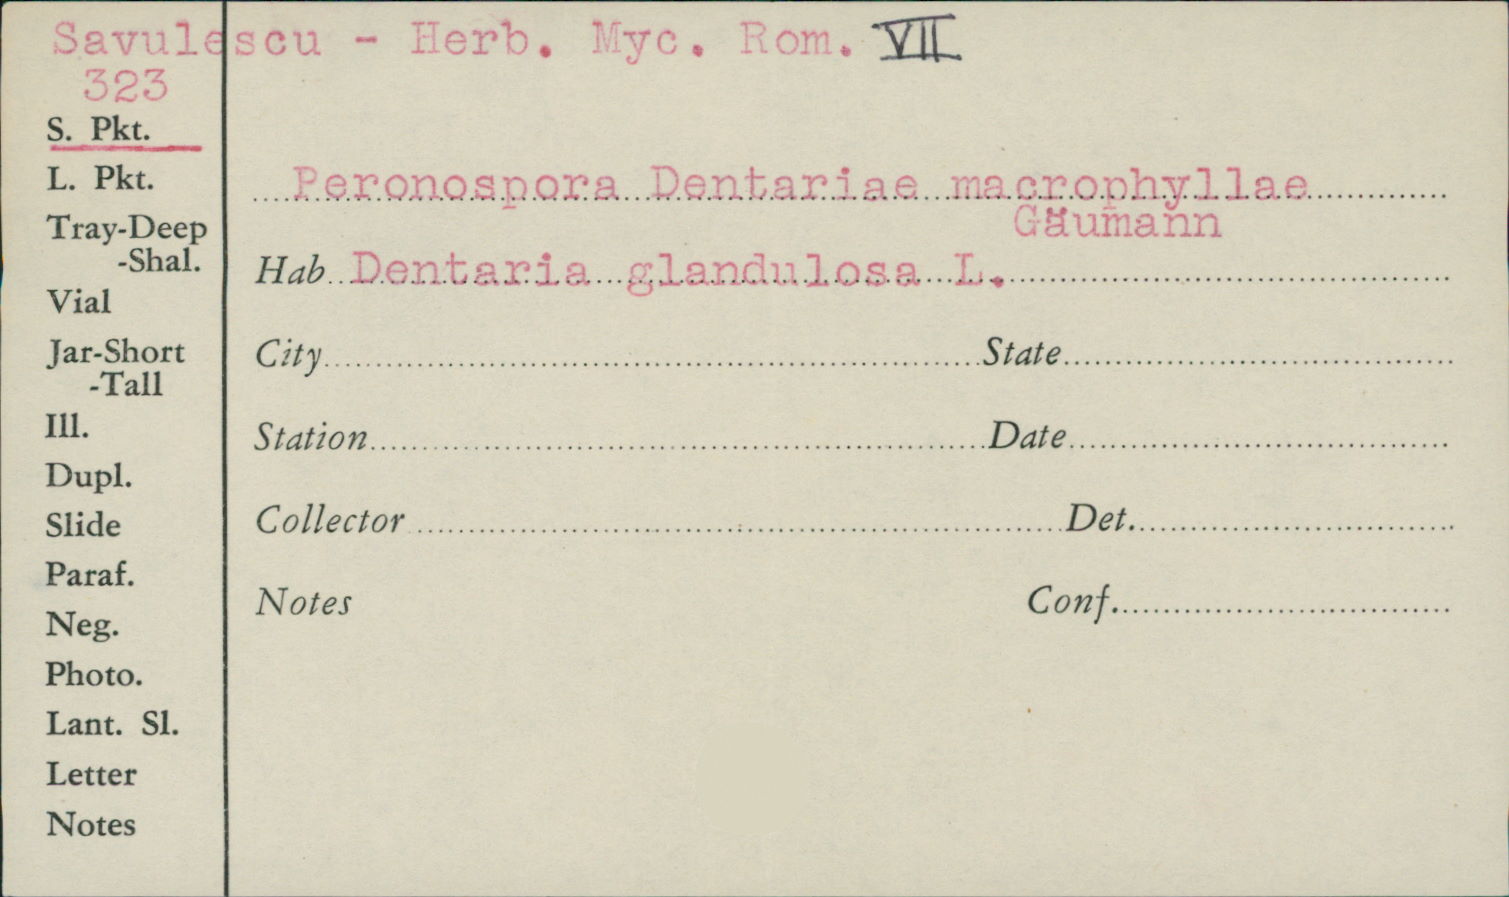 Savulescu - Herb. Myc. Rom. VII
323
S. Pkt.
L. Pkt.
Tray-Deep
-Shal.
Vial
Jar-Short
-Tall
Ill.
Dupl.
Slide
Paraf.
Neg.
Photo.
Lant. Sl.
Letter
Notes
Peronospora Dentariae macrophyllae
Gäumann
Hab Dentaria glandulosa L.
City State
Station Date
Collector Det.
Notes Conf.